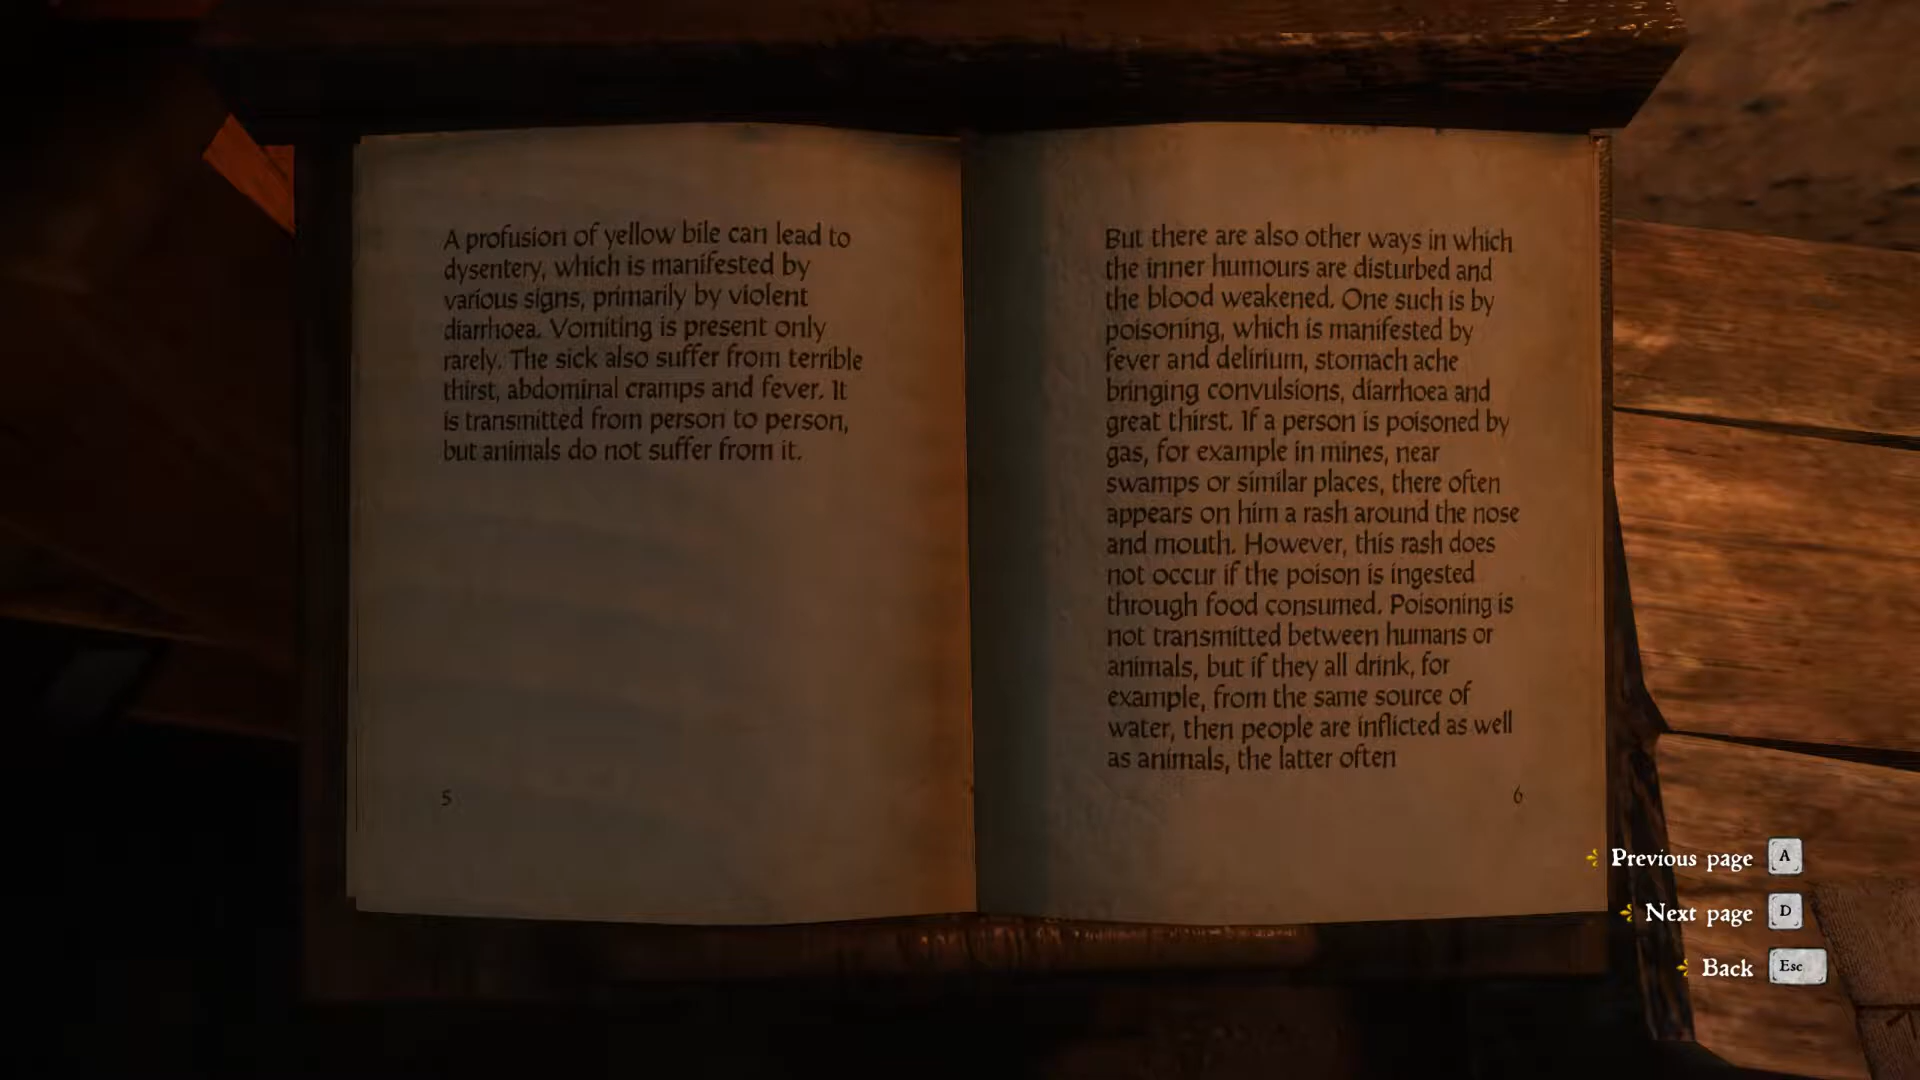 A profusion of yellow bile can lead to
dysentery, which is manifested by
various signs, primarily by violent
diarrhoea. Vomiting is present only
rarely. The sick also suffer from terrible
thirst, abdominal cramps and fever. It
is transmitted from person to person,
but animals do not suffer from it.
5
But there are also other ways in which
the inner humours are disturbed and
the blood weakened. One such is by
poisoning, which is manifested by
fever and delirium, stomach ache
bringing convulsions, diarrhoea and
great thirst. If a person is poisoned by
gas, for example in mines, near
swamps or similar places, there often
appears on him a rash around the nose
and mouth. However, this rash does
not occur if the poison is ingested
through food consumed. Poisoning is
not transmitted between humans or
animals, but if they all drink, for
example, from the same source of
water, then people are inflicted as well
as animals, the latter often
6
Previous page A
Next page D
Back Esc